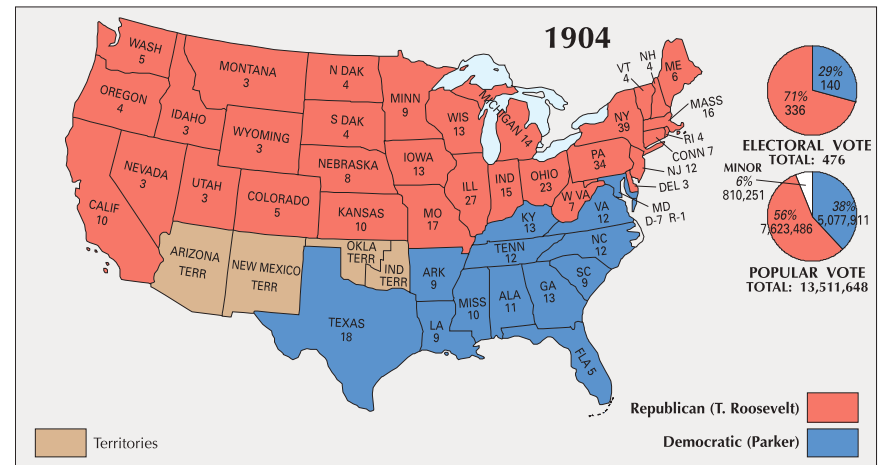 1904
WASH
5
OREGON
4
CALIF
10
NEVADA
3
IDAHO
3
MONTANA
3
WYOMING
3
UTAH
3
COLORADO
5
ARIZONA
TERR
NEW MEXICO
TERR
N DAK
4
S DAK
4
NEBRASKA
8
KANSAS
10
OKLA
TERR
IND
TERR
TEXAS
18
MINN
9
IOWA
13
MO
17
ARK
9
LA
9
WIS
13
ILL
27
MICHIGAN 14
IND
15
OHIO
23
KY
13
TENN
12
MISS
10
ALA
11
GA
13
FLA 5
SC
9
NC
12
VA
12
W VA
7
PA
34
NY
39
VT
4
NH
4
ME
6
MASS
16
RI 4
CONN 7
NJ 12
DEL 3
MD
D-7 R-1
29%
140
71%
336
ELECTORAL VOTE
TOTAL: 476
MINOR
6%
810,251
38%
5,077,911
56%
7,623,486
POPULAR VOTE
TOTAL: 13,511,648
Republican (T. Roosevelt)
Democratic (Parker)
Territories